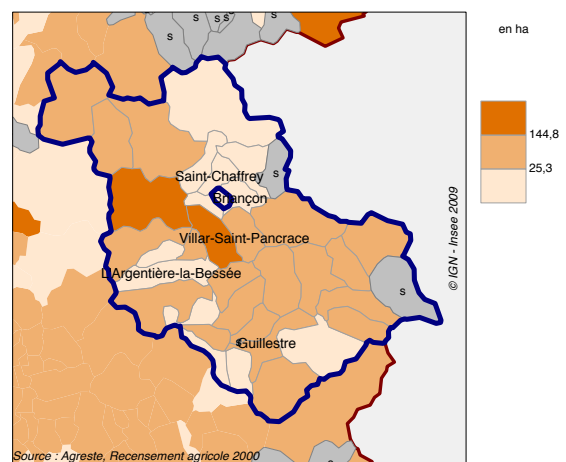 s s s
s
s
en ha
144,8
25,3
Saint-Chaffrey
s
Briançon
Villar-Saint-Pancrace
L'Argentière-la-Bessée
s
s
Guillestre
© IGN - Insee 2009
Source : Agreste, Recensement agricole 2000
s